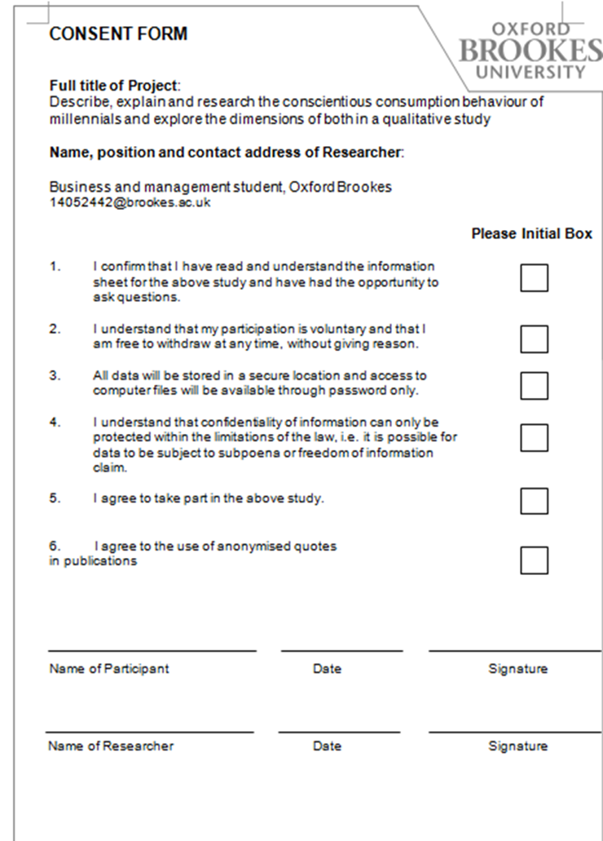 CONSENT FORM
OXFORD
BROOKES
UNIVERSITY
Full title of Project:
Describe, explain and research the conscientious consumption behaviour of
millennials and explore the dimensions of both in a qualitative study
Name, position and contact address of Researcher:
Business and management student, Oxford Brookes
14052442@brookes.ac.uk
Please Initial Box
1. I confirm that I have read and understand the information
sheet for the above study and have had the opportunity to
ask questions.
2. I understand that my participation is voluntary and that I
am free to withdraw at any time, without giving reason.
3. All data will be stored in a secure location and access to
computer files will be available through password only.
4. I understand that confidentiality of information can only be
protected within the limitations of the law, i.e. it is possible for
data to be subject to subpoena or freedom of information
claim.
5. I agree to take part in the above study.
6. I agree to the use of anonymised quotes
in publications
Name of Participant Date Signature
Name of Researcher Date Signature